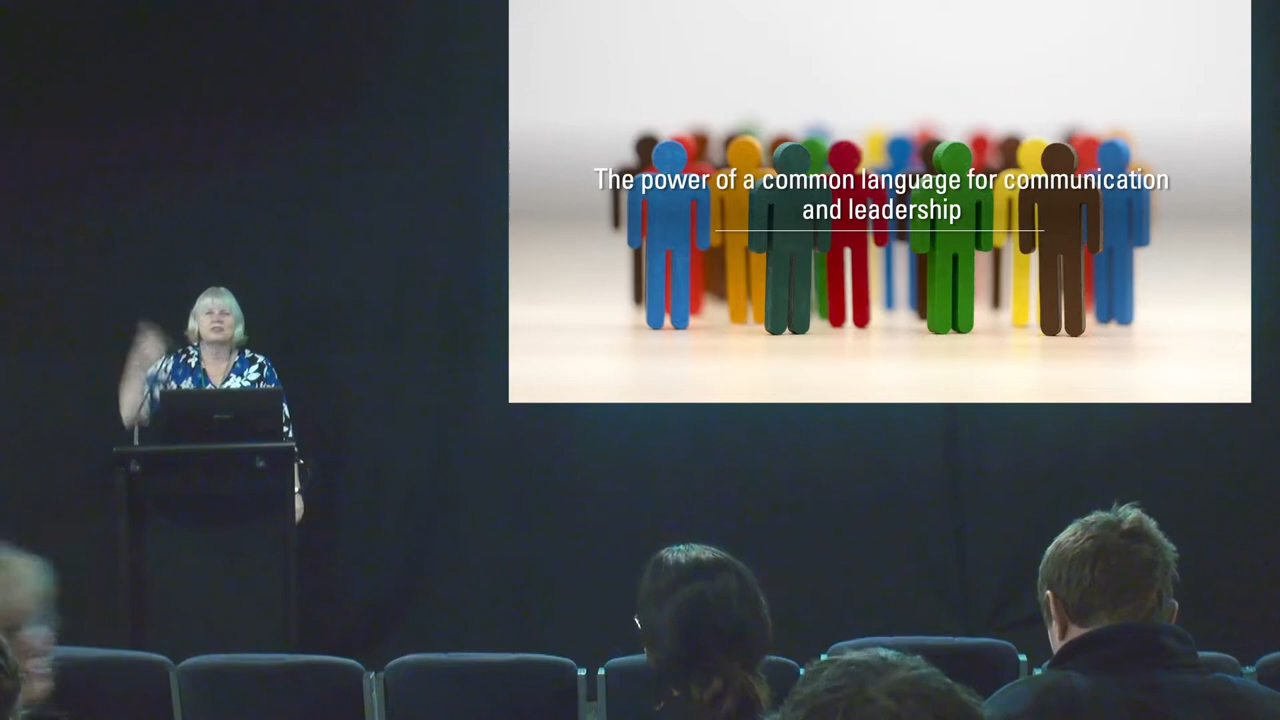 The power of a common language for communication
and leadership